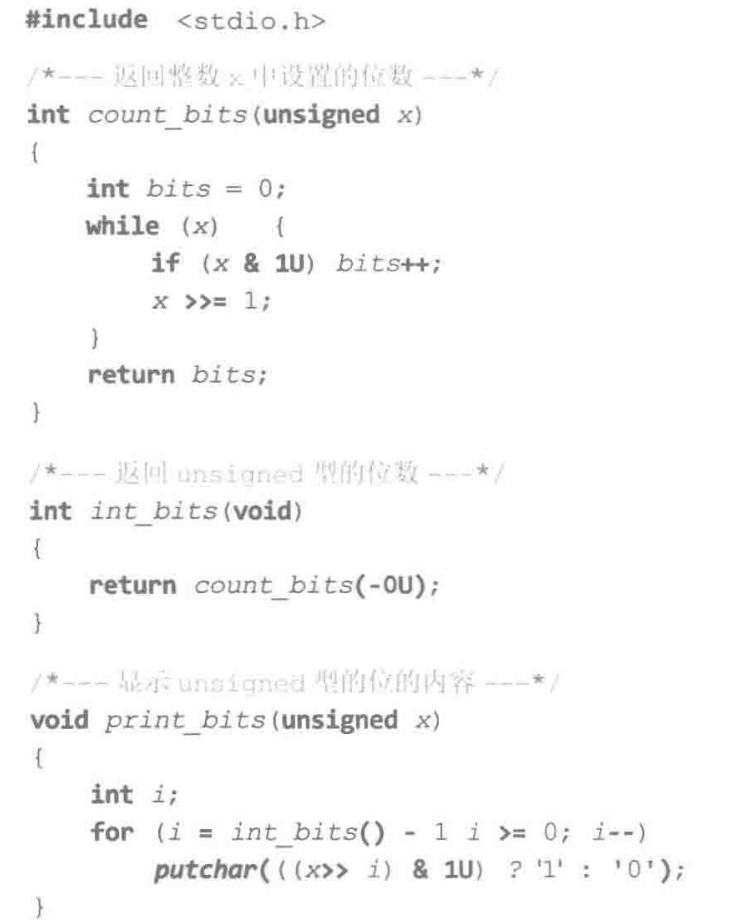 #include <stdio.h>
/*--- 返回整数 x 中设置的位数 ---*/
int count_bits(unsigned x)
{
    int bits = 0;
    while (x)    {
        if (x & 1U) bits++;
        x >>= 1;
    }
    return bits;
}
/*--- 返回 unsigned 型的位数 ---*/
int int_bits(void)
{
    return count_bits(-0U);
}
/*--- 显示 unsigned 型的位的内容 ---*/
void print_bits(unsigned x)
{
    int i;
    for (i = int_bits() - 1 i >= 0; i--)
        putchar(((x>> i) & 1U) ? '1' : '0');
}